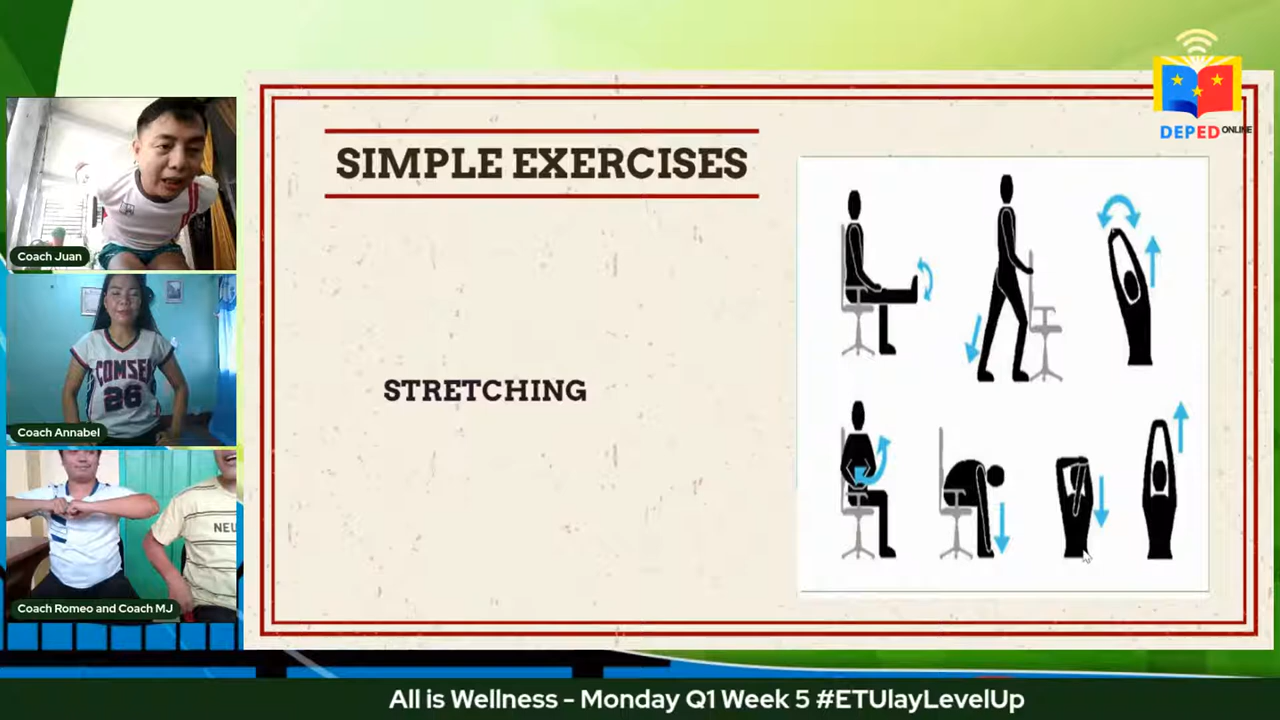 DEPED ONLINE
SIMPLE EXERCISES
STRETCHING
Coach Juan
COMSEA
26
Coach Annabel
NEU
Coach Romeo and Coach MJ
All is Wellness - Monday Q1 Week 5 #ETUlayLevelUp